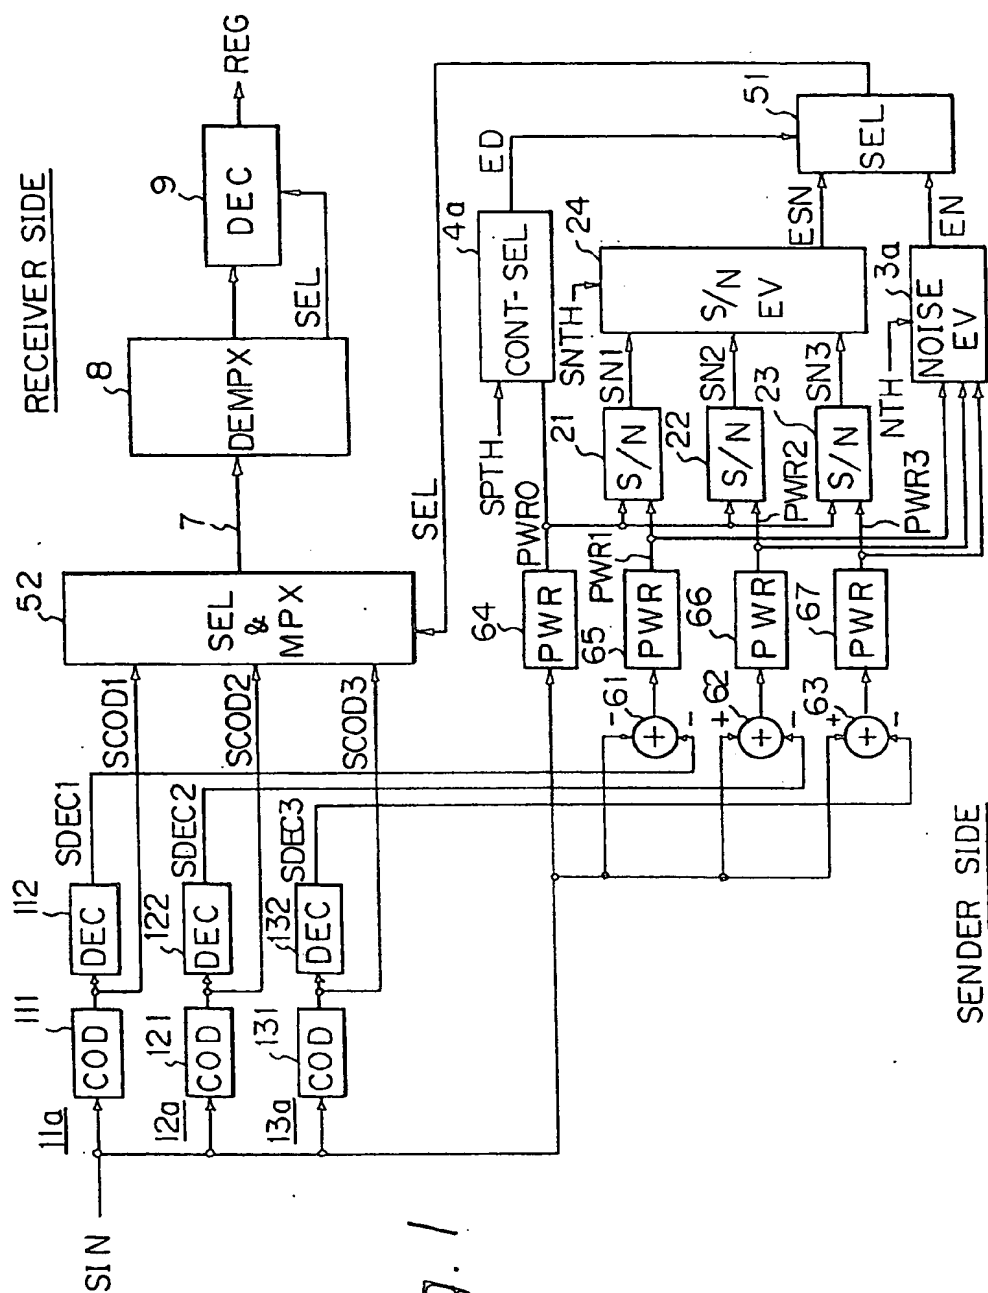 RECEIVER SIDE
SIN
11a
111
COD
112
DEC
SDEC1
SCOD1
12a
121
COD
122
DEC
SDEC2
SCOD2
13a
131
COD
132
DEC
SDEC3
SCOD3
52
SEL
&
MPX
7
8
DEMPX
9
DEC
REG
SEL
SEL
64
PWR
PWR0
SPTH
4a
CONT-SEL
ED
51
SEL
-
61
+
-
65
PWR
PWR1
21
S/N
SN1
SNTH
24
S/N
EV
ESN
+
62
+
-
66
PWR
PWR2
22
S/N
SN2
+
63
+
-
67
PWR
PWR3
23
S/N
SN3
NTH
3a
NOISE
EV
EN
SENDER SIDE
. 1